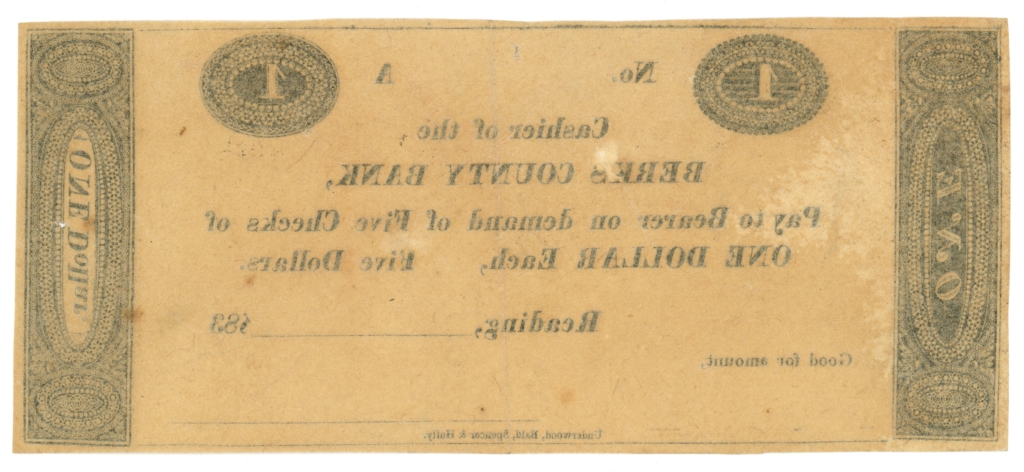 1 No. A 1
Cashier of the,
BERKS COUNTY BANK,
Pay to Bearer on demand of Five Checks of
ONE DOLLAR Each, Five Dollars.
Reading, 183
Good for amount,
Underwood, Bald, Spencer & Hufty.
ONE Dollar